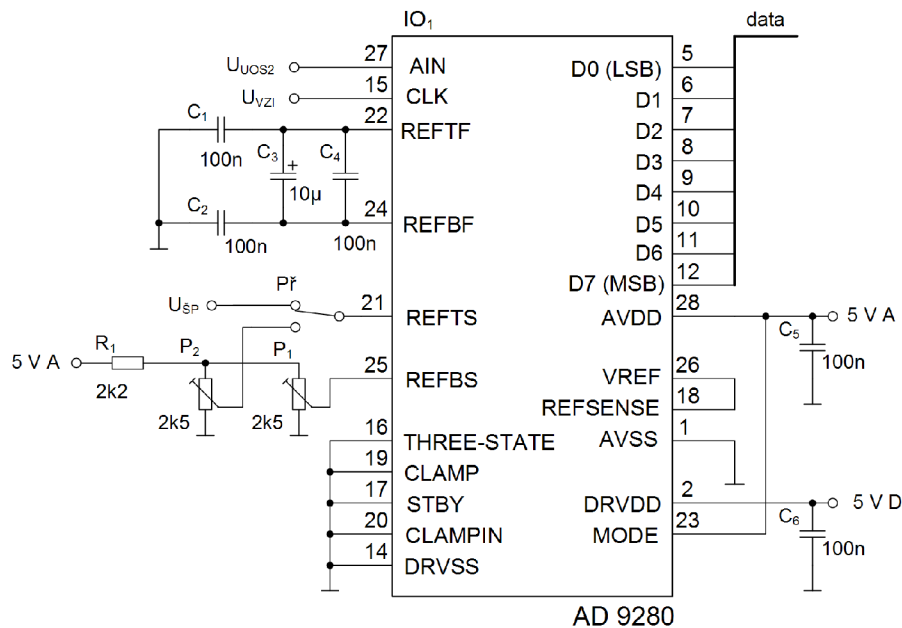 IO₁
data
U_UOS2
27
AIN
D0 (LSB)
5
U_VZI
15
CLK
D1
6
C₁
100n
22
REFTF
D2
7
C₃
+
10µ
C₄
100n
D3
8
D4
9
C₂
100n
24
REFBF
D5
10
D6
11
D7 (MSB)
12
Př
U_ŠP
21
REFTS
AVDD
28
5 V A
C₅
100n
5 V A
R₁
2k2
P₂
2k5
P₁
2k5
25
REFBS
VREF
26
REFSENSE
18
16
THREE-STATE
AVSS
1
19
CLAMP
17
STBY
DRVDD
2
5 V D
20
CLAMPIN
MODE
23
C₆
100n
14
DRVSS
AD 9280